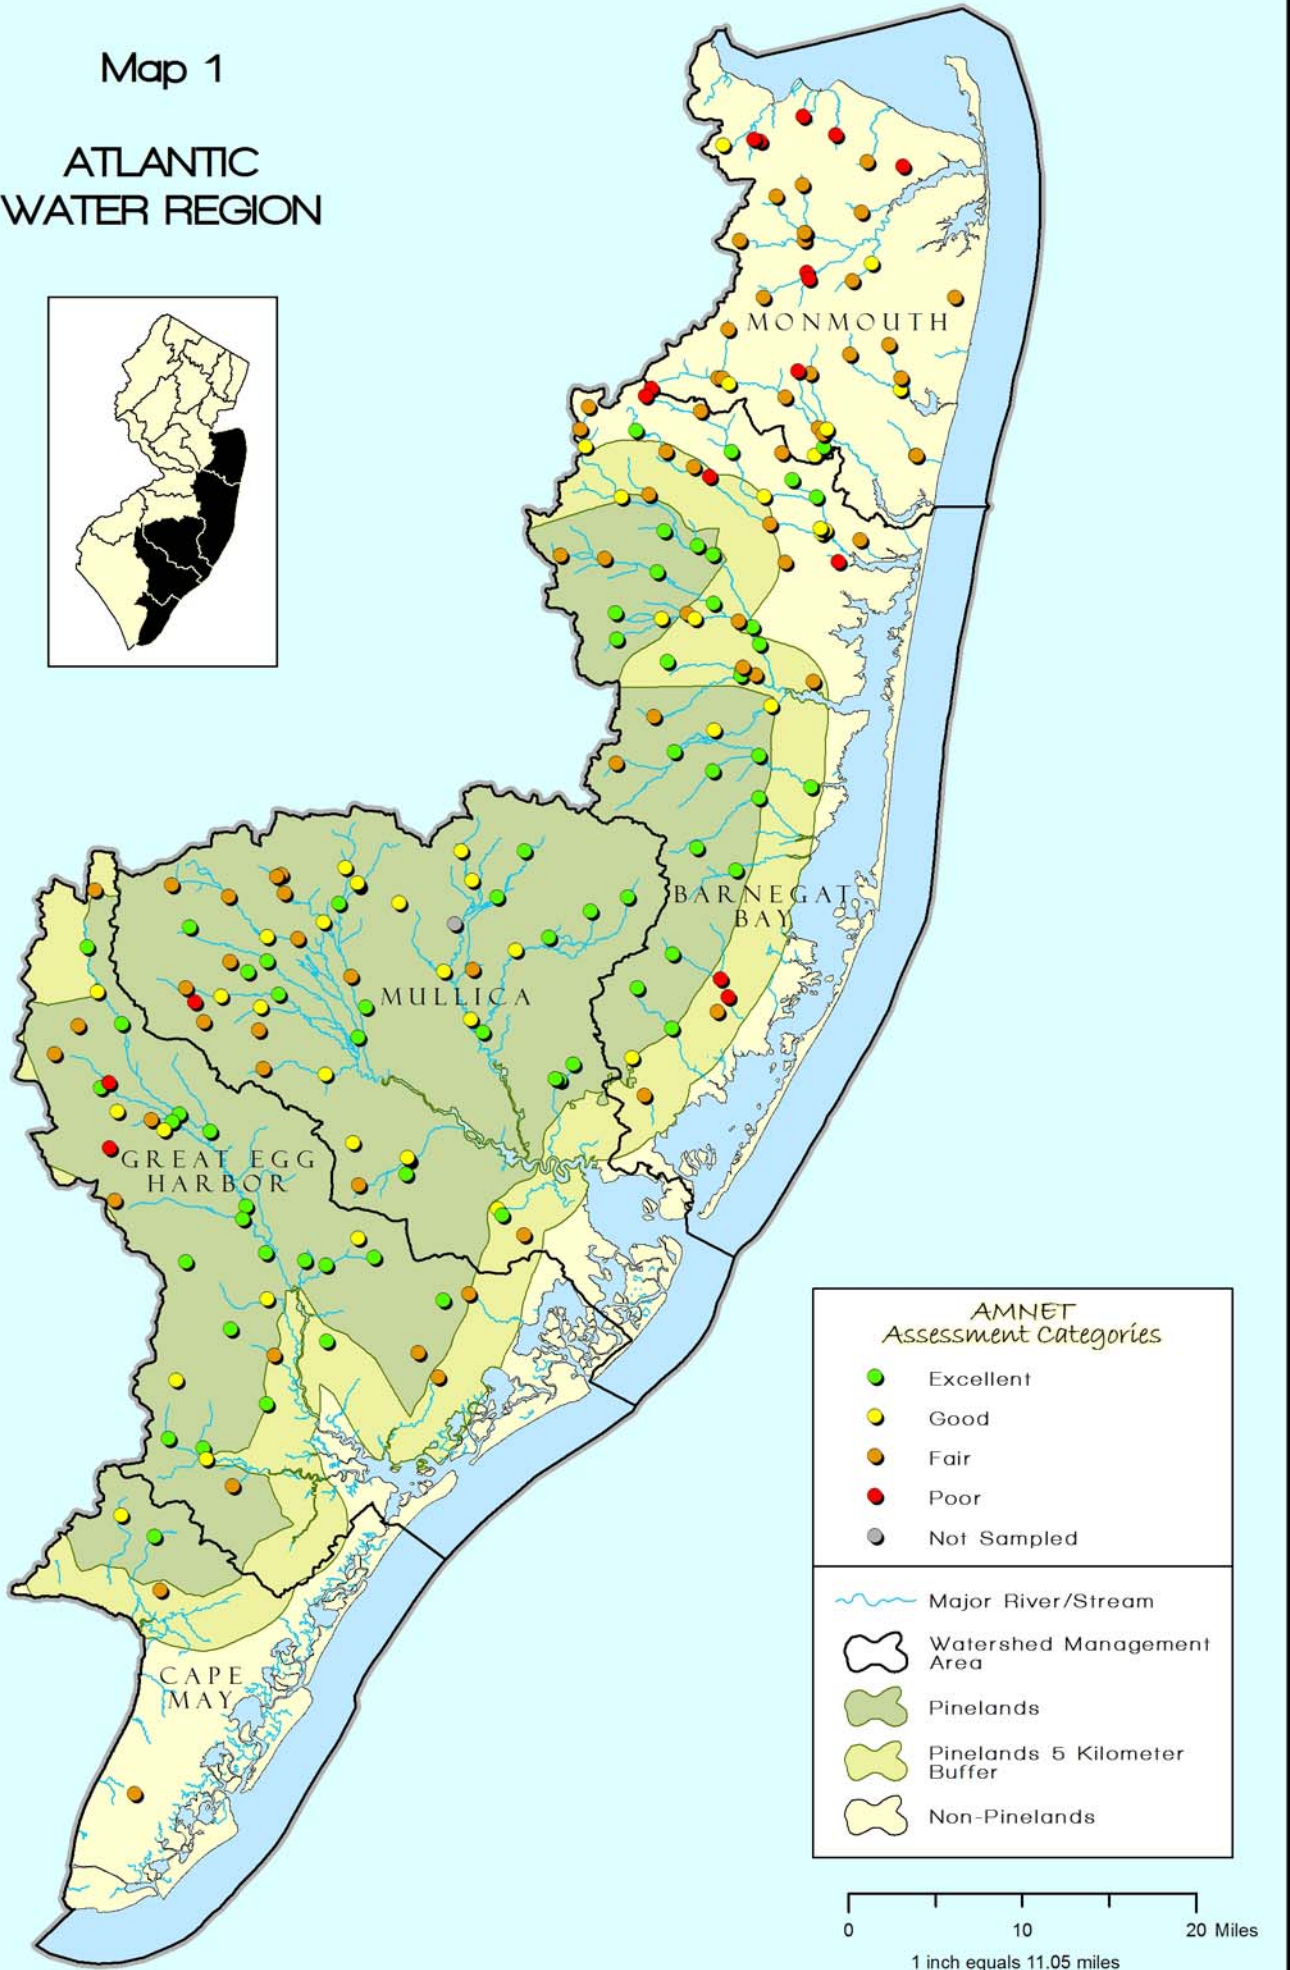 Map 1
ATLANTIC
WATER REGION
MONMOUTH
BARNEGAT
BAY
MULLICA
GREAT EGG
HARBOR
CAPE
MAY
AMNET
Assessment Categories
Excellent
Good
Fair
Poor
Not Sampled
Major River/Stream
Watershed Management
Area
Pinelands
Pinelands 5 Kilometer
Buffer
Non-Pinelands
0 10 20 Miles
1 inch equals 11.05 miles